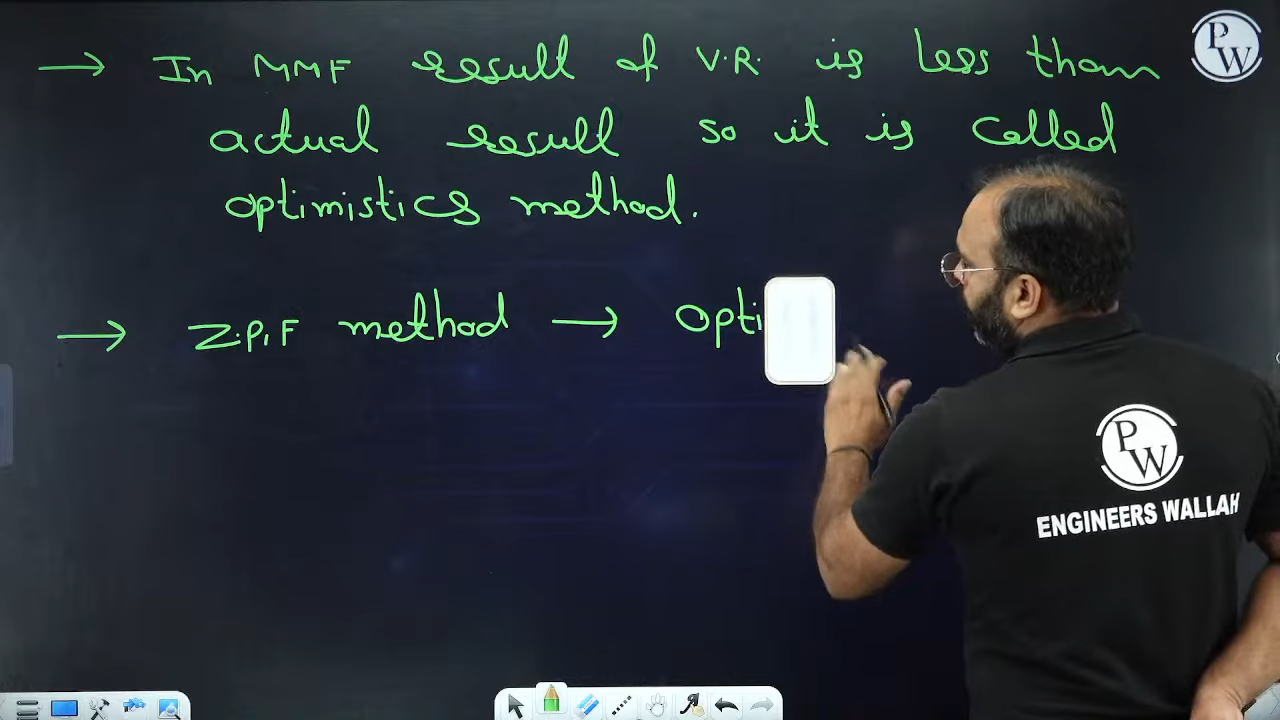 → In MMF result of V.R. is less than
actual result so it is called
optimistics method.
→ Z.P.F method → Opti
PW
PW
ENGINEERS WALLAH